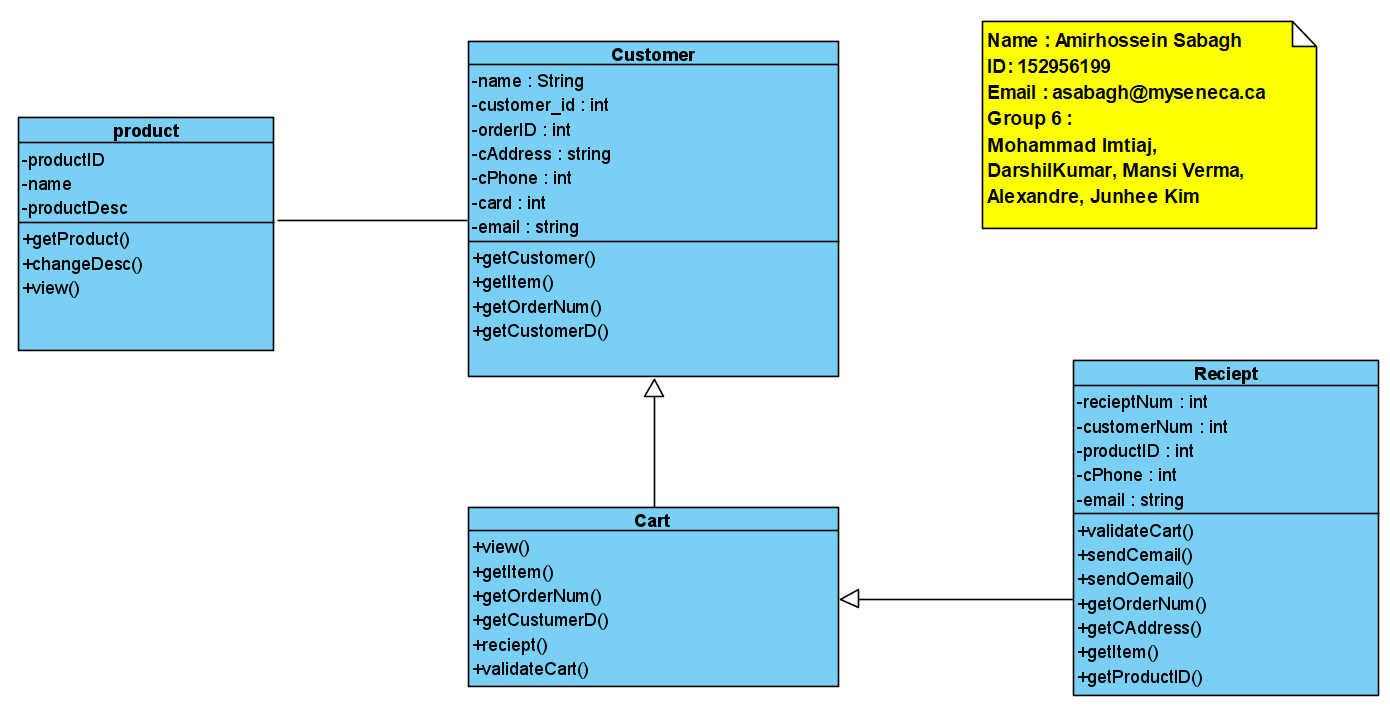 product
-productID
-name
-productDesc
+getProduct()
+changeDesc()
+view()
Customer
-name : String
-customer_id : int
-orderID : int
-cAddress : string
-cPhone : int
-card : int
-email : string
+getCustomer()
+getItem()
+getOrderNum()
+getCustomerD()
Name : Amirhossein Sabagh
ID: 152956199
Email : asabagh@myseneca.ca
Group 6 :
Mohammad Imtiaj,
DarshilKumar, Mansi Verma,
Alexandre, Junhee Kim
Cart
+view()
+getItem()
+getOrderNum()
+getCustumerD()
+reciept()
+validateCart()
Reciept
-recieptNum : int
-customerNum : int
-productID : int
-cPhone : int
-email : string
+validateCart()
+sendCemail()
+sendOemail()
+getOrderNum()
+getCAddress()
+getItem()
+getProductID()